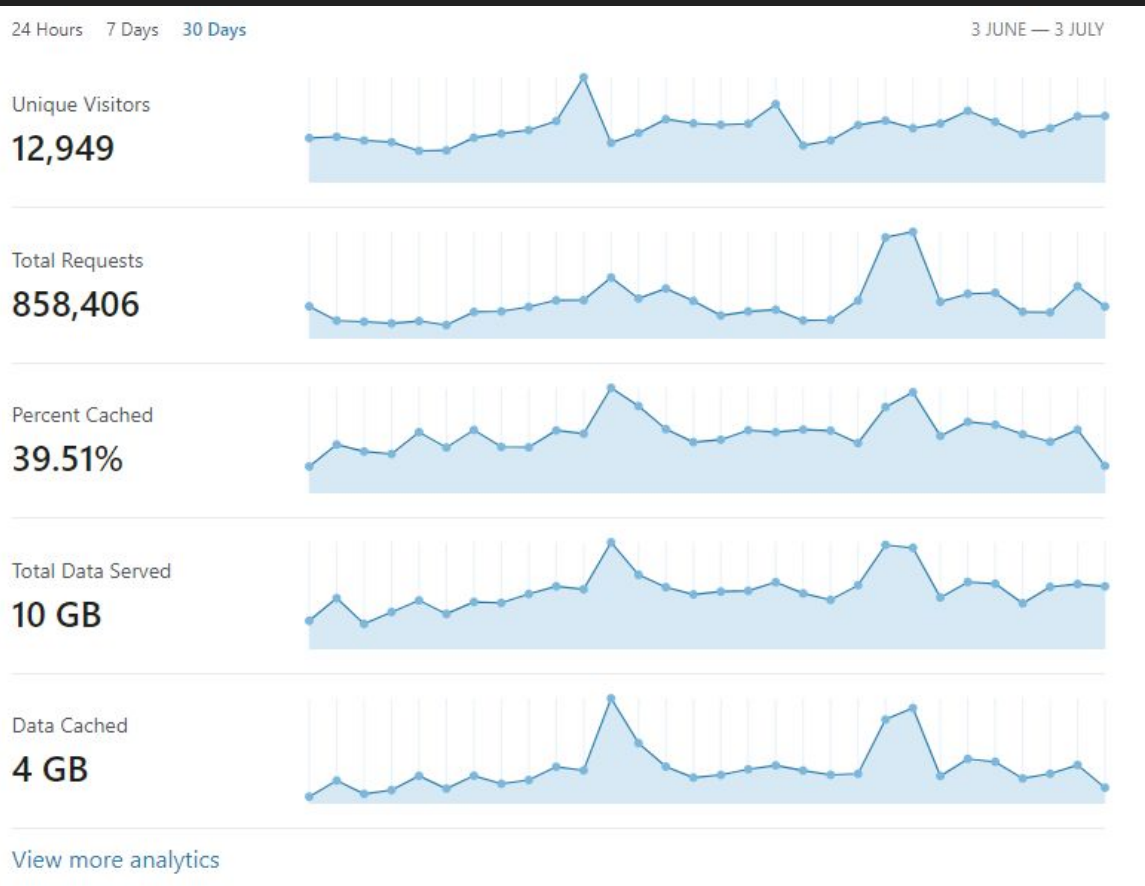 24 Hours 7 Days 30 Days 3 JUNE — 3 JULY
Unique Visitors
12,949
Total Requests
858,406
Percent Cached
39.51%
Total Data Served
10 GB
Data Cached
4 GB
View more analytics